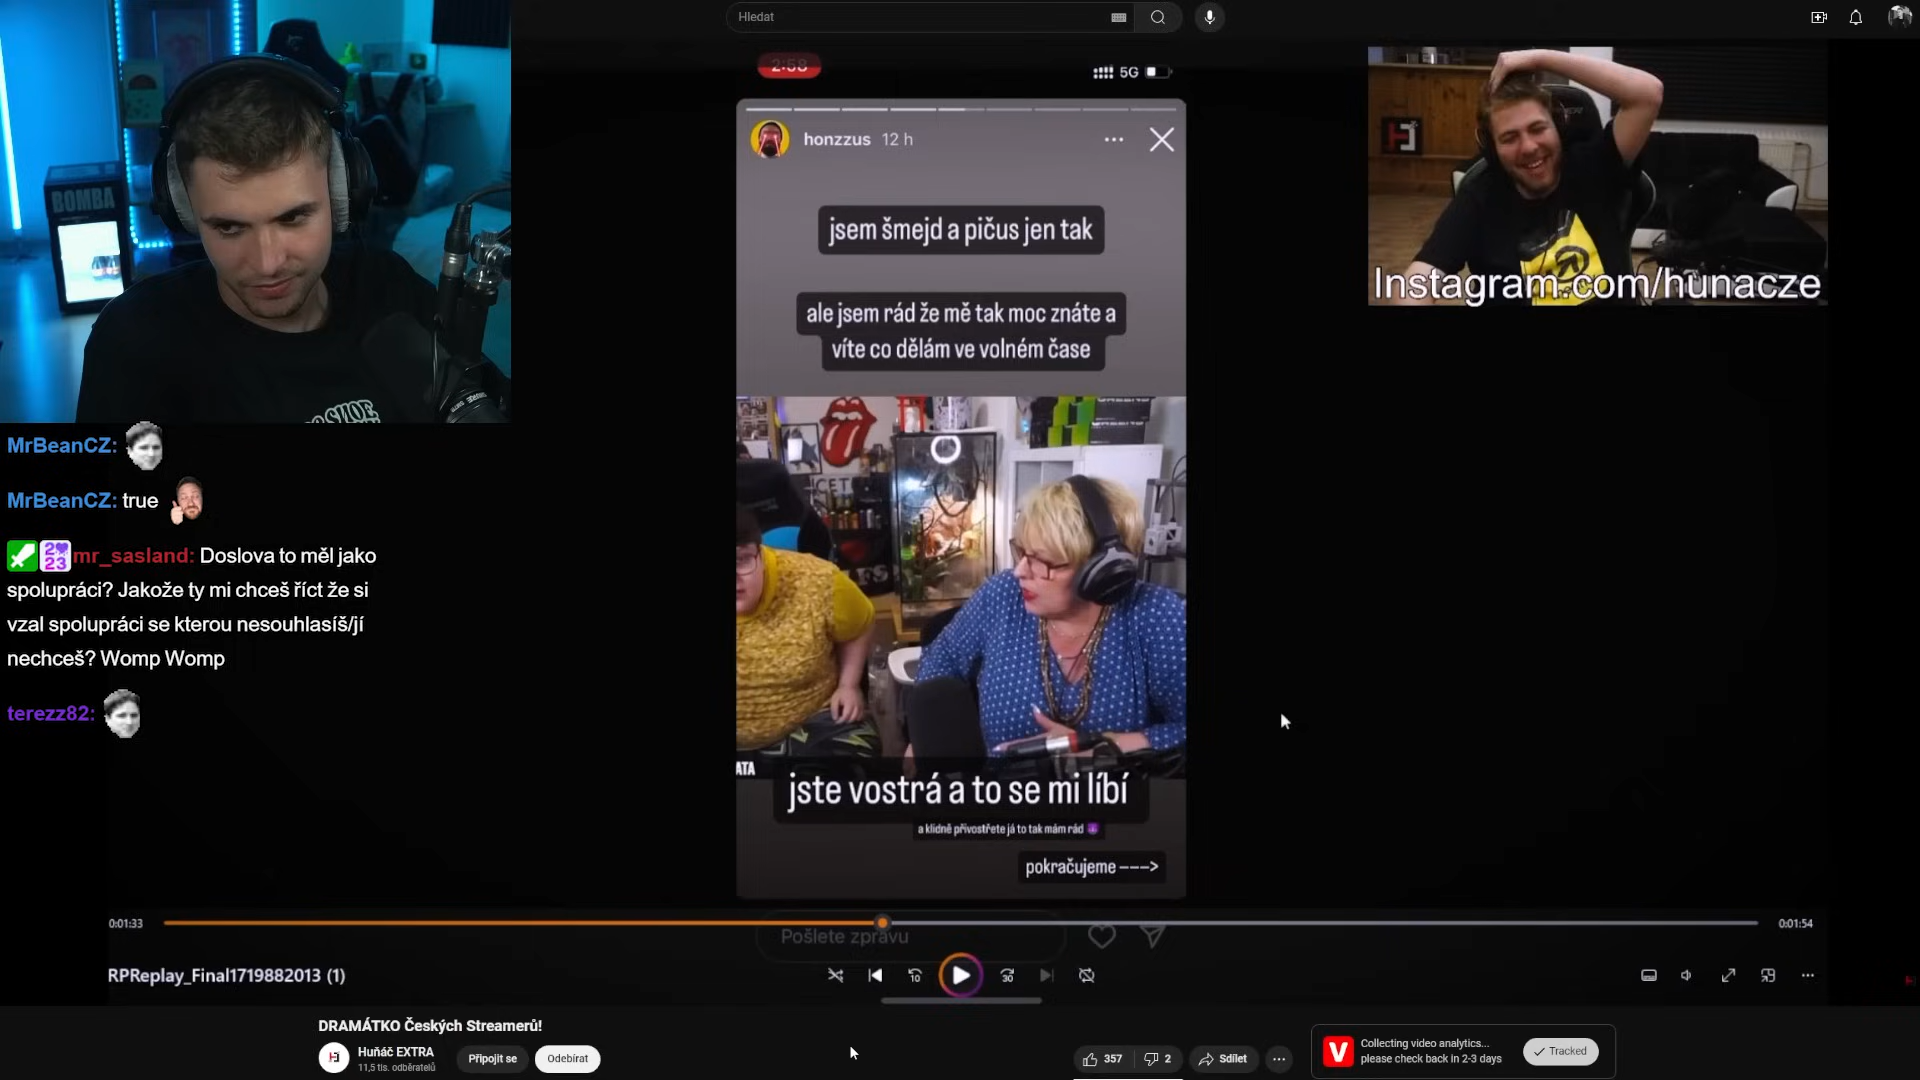 Hledat
2:58
5G
honzzus 12 h
jsem šmejd a pičus jen tak
ale jsem rád že mě tak moc znáte a
víte co dělám ve volném čase
jste vostrá a to se mi líbí
a klidně přivostřete já to tak mám rád
pokračujeme --->
ATA
BOMBA
Instagram.com/hunacze
MrBeanCZ:
MrBeanCZ: true
mr_sasland: Doslova to měl jako
spolupráci? Jakože ty mi chceš říct že si
vzal spolupráci se kterou nesouhlasíš/jí
nechceš? Womp Womp
terezz82:
0:01:33
0:01:54
Pošlete zprávu
RPReplay_Final1719882013 (1)
10
30
DRAMÁTKO Českých Streamerů!
Huňáč EXTRA
11,5 tis. odběratelů
Připojit se
Odebírat
357
2
Sdílet
Collecting video analytics...
please check back in 2-3 days
Tracked